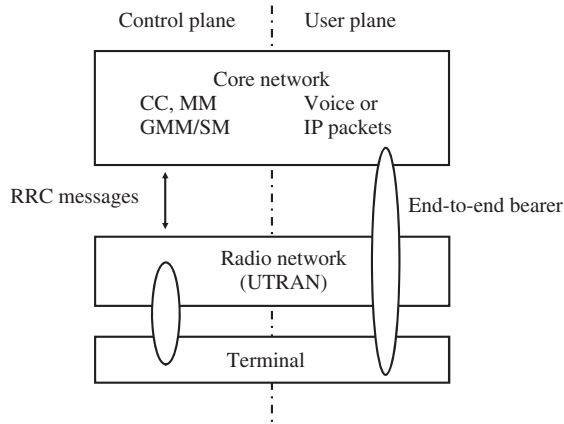 Control plane
User plane
Core network
CC, MM
GMM/SM
Voice or
IP packets
RRC messages
End-to-end bearer
Radio network
(UTRAN)
Terminal